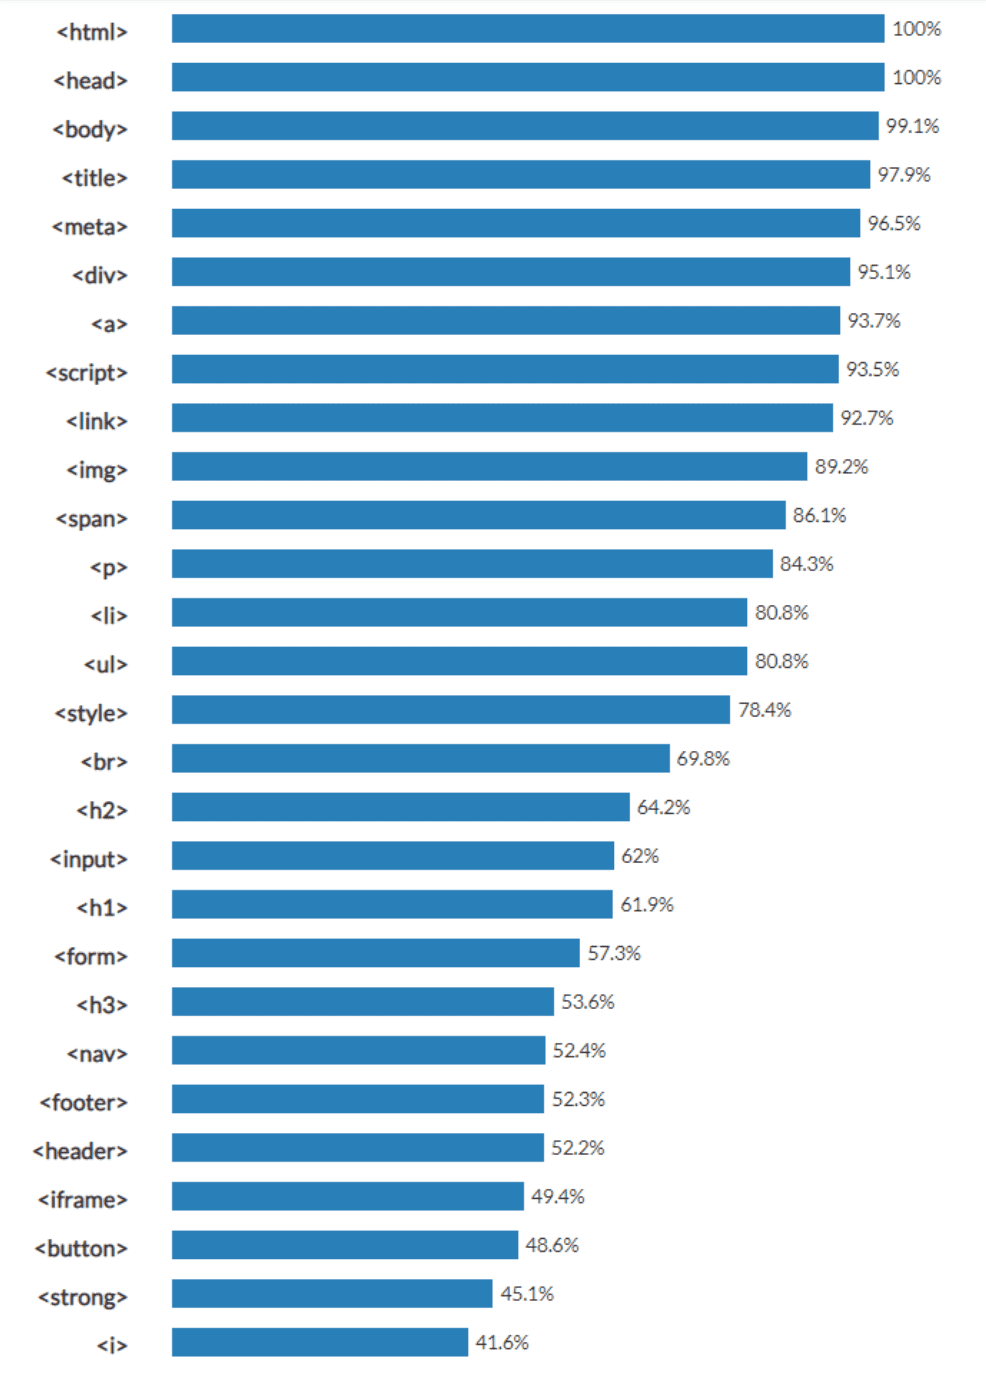 <html> 100%
<head> 100%
<body> 99.1%
<title> 97.9%
<meta> 96.5%
<div> 95.1%
<a> 93.7%
<script> 93.5%
<link> 92.7%
<img> 89.2%
<span> 86.1%
<p> 84.3%
<li> 80.8%
<ul> 80.8%
<style> 78.4%
<br> 69.8%
<h2> 64.2%
<input> 62%
<h1> 61.9%
<form> 57.3%
<h3> 53.6%
<nav> 52.4%
<footer> 52.3%
<header> 52.2%
<iframe> 49.4%
<button> 48.6%
<strong> 45.1%
<i> 41.6%